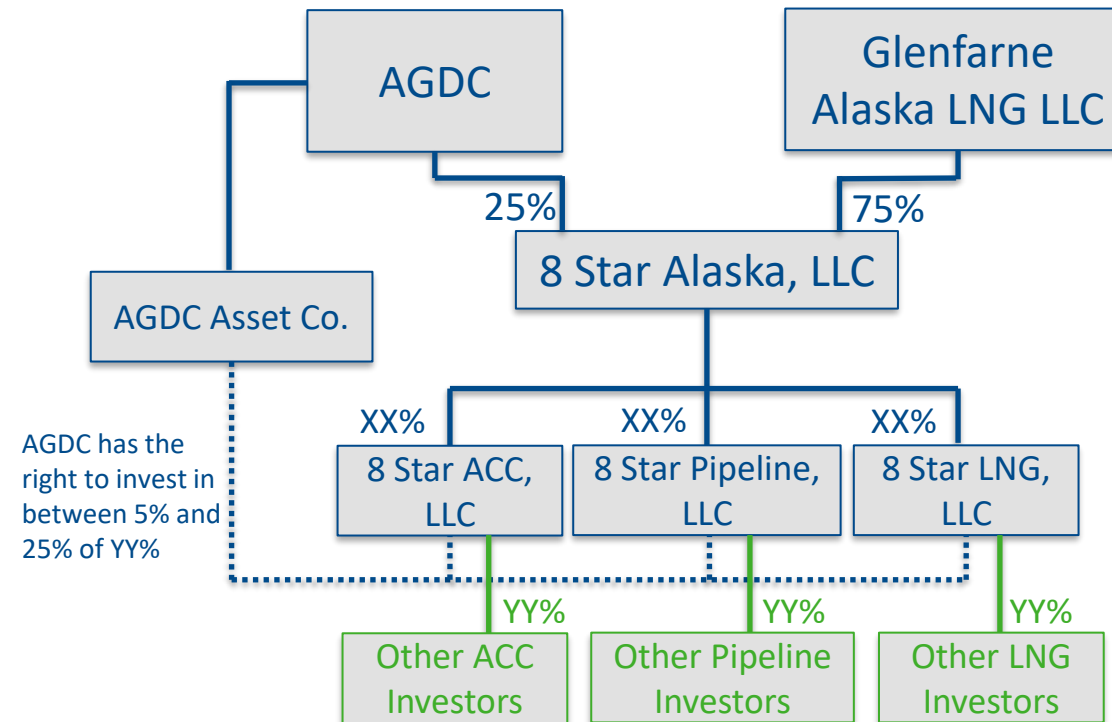 AGDC
Glenfarne
Alaska LNG LLC
25%
75%
8 Star Alaska, LLC
AGDC Asset Co.
AGDC has the
right to invest in
between 5% and
25% of YY%
XX%
XX%
XX%
8 Star ACC,
LLC
8 Star Pipeline,
LLC
8 Star LNG,
LLC
YY%
YY%
YY%
Other ACC
Investors
Other Pipeline
Investors
Other LNG
Investors